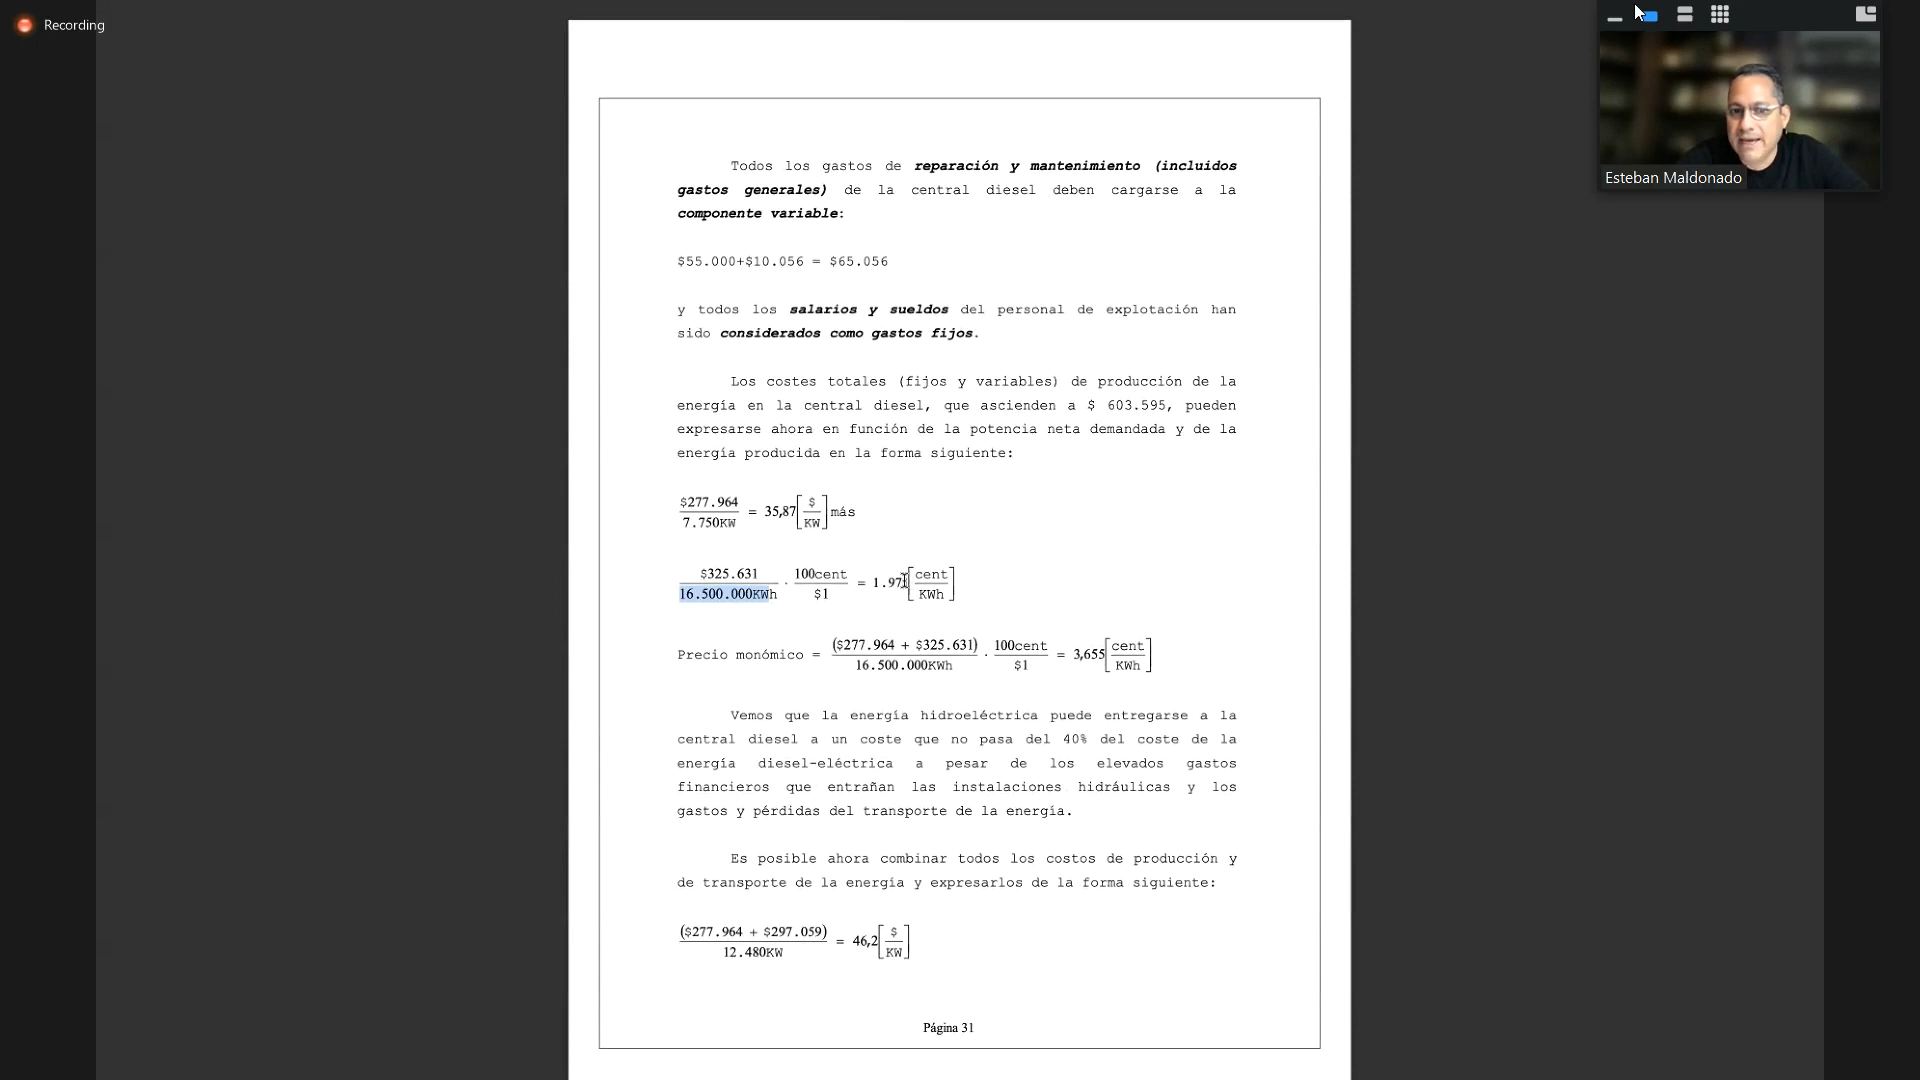 Recording
Esteban Maldonado
Todos los gastos de reparación y mantenimiento (incluidos
gastos generales) de la central diesel deben cargarse a la
componente variable:
$55.000+$10.056 = $65.056
y todos los salarios y sueldos del personal de explotación han
sido considerados como gastos fijos.
Los costes totales (fijos y variables) de producción de la
energía en la central diesel, que ascienden a $ 603.595, pueden
expresarse ahora en función de la potencia neta demandada y de la
energía producida en la forma siguiente:
$277.964
7.750KW
= 35,87 [$/KW] más
$325.631
16.500.000KWh
· 100cent/$1 = [cent/KWh]
Precio monómico = ($277.964 + $325.631)
16.500.000KWh
· 100cent/$1 = 3,655 [cent/KWh]
Vemos que la energía hidroeléctrica puede entregarse a la
central diesel a un coste que no pasa del 40% del coste de la
energía diesel-eléctrica a pesar de los elevados gastos
financieros que entrañan las instalaciones hidráulicas y los
gastos y pérdidas del transporte de la energía.
Es posible ahora combinar todos los costos de producción y
de transporte de la energía y expresarlos de la forma siguiente:
($277.964 + $297.059)
12.480KW
= 46,2 [$/KW]
Página 31